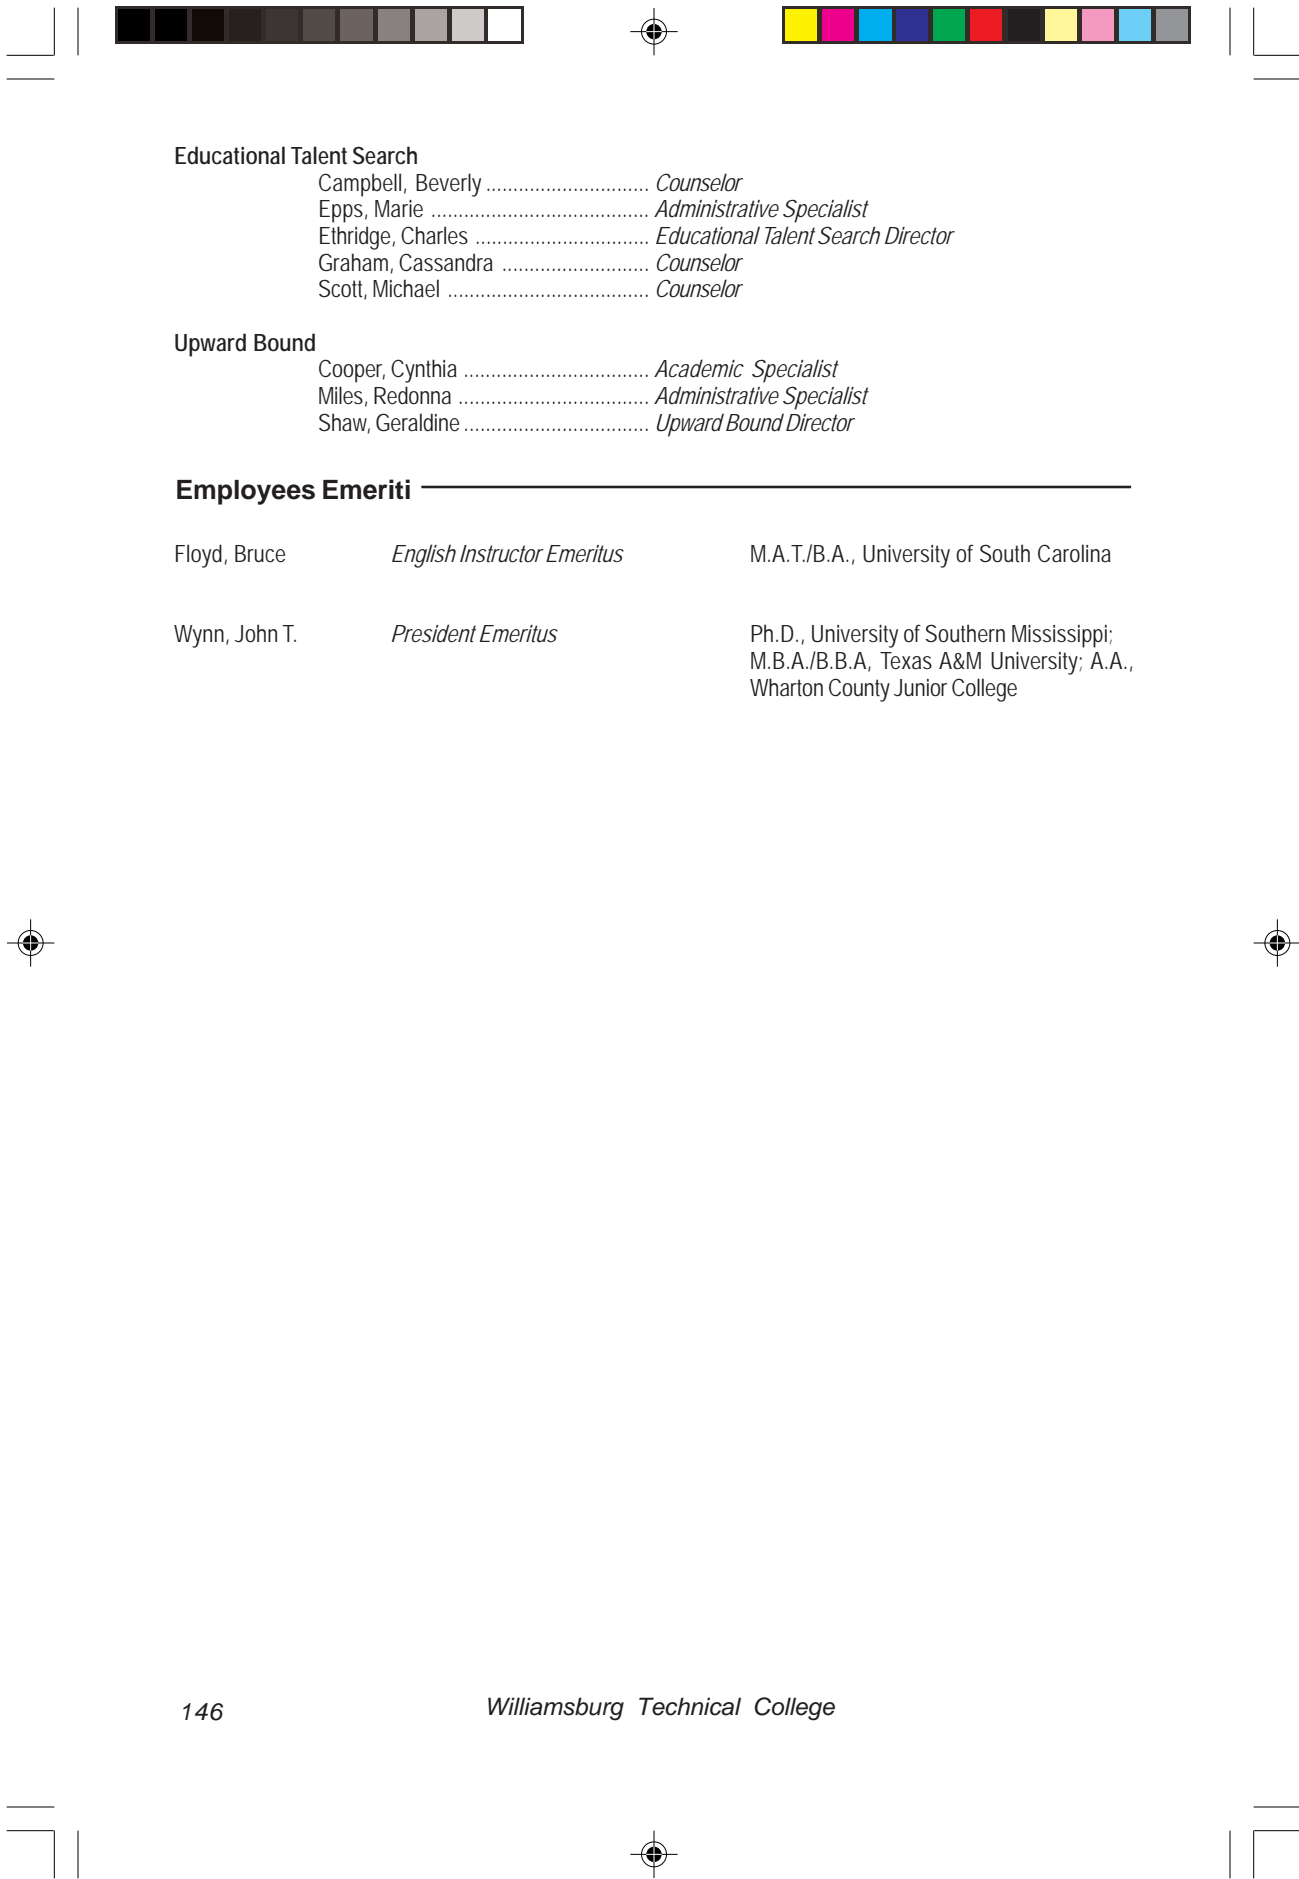 Educational Talent Search
Campbell, Beverly .............................. Counselor
Epps, Marie ........................................ Administrative Specialist
Ethridge, Charles ................................ Educational Talent Search Director
Graham, Cassandra ........................... Counselor
Scott, Michael ..................................... Counselor
Upward Bound
Cooper, Cynthia .................................. Academic Specialist
Miles, Redonna ................................... Administrative Specialist
Shaw, Geraldine .................................. Upward Bound Director
Employees Emeriti
Floyd, Bruce English Instructor Emeritus M.A.T./B.A., University of South Carolina
Wynn, John T. President Emeritus Ph.D., University of Southern Mississippi;
M.B.A./B.B.A, Texas A&M University; A.A.,
Wharton County Junior College
146 Williamsburg Technical College